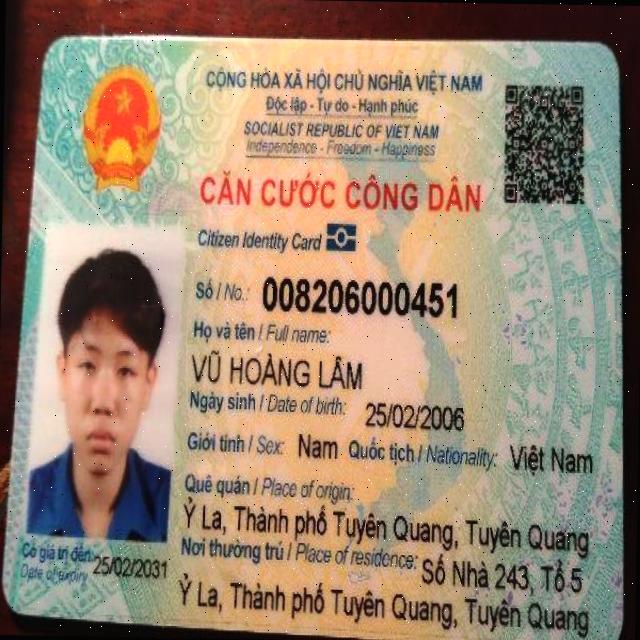 CỘNG HÒA XÃ HỘI CHỦ NGHĨA VIỆT NAM
Độc lập - Tự do - Hạnh phúc
SOCIALIST REPUBLIC OF VIET NAM
Independence - Freedom - Happiness
CĂN CƯỚC CÔNG DÂN
Citizen Identity Card
Số / No.: 008206000451
Họ và tên / Full name:
VŨ HOÀNG LÂM
Ngày sinh / Date of birth: 25/02/2006
Giới tính / Sex: Nam Quốc tịch / Nationality: Việt Nam
Quê quán / Place of origin:
Ỷ La, Thành phố Tuyên Quang, Tuyên Quang
Nơi thường trú / Place of residence: Số Nhà 243, Tổ 5
Ỷ La, Thành phố Tuyên Quang, Tuyên Quang
Có giá trị đến: 25/02/2031
Date of expiry